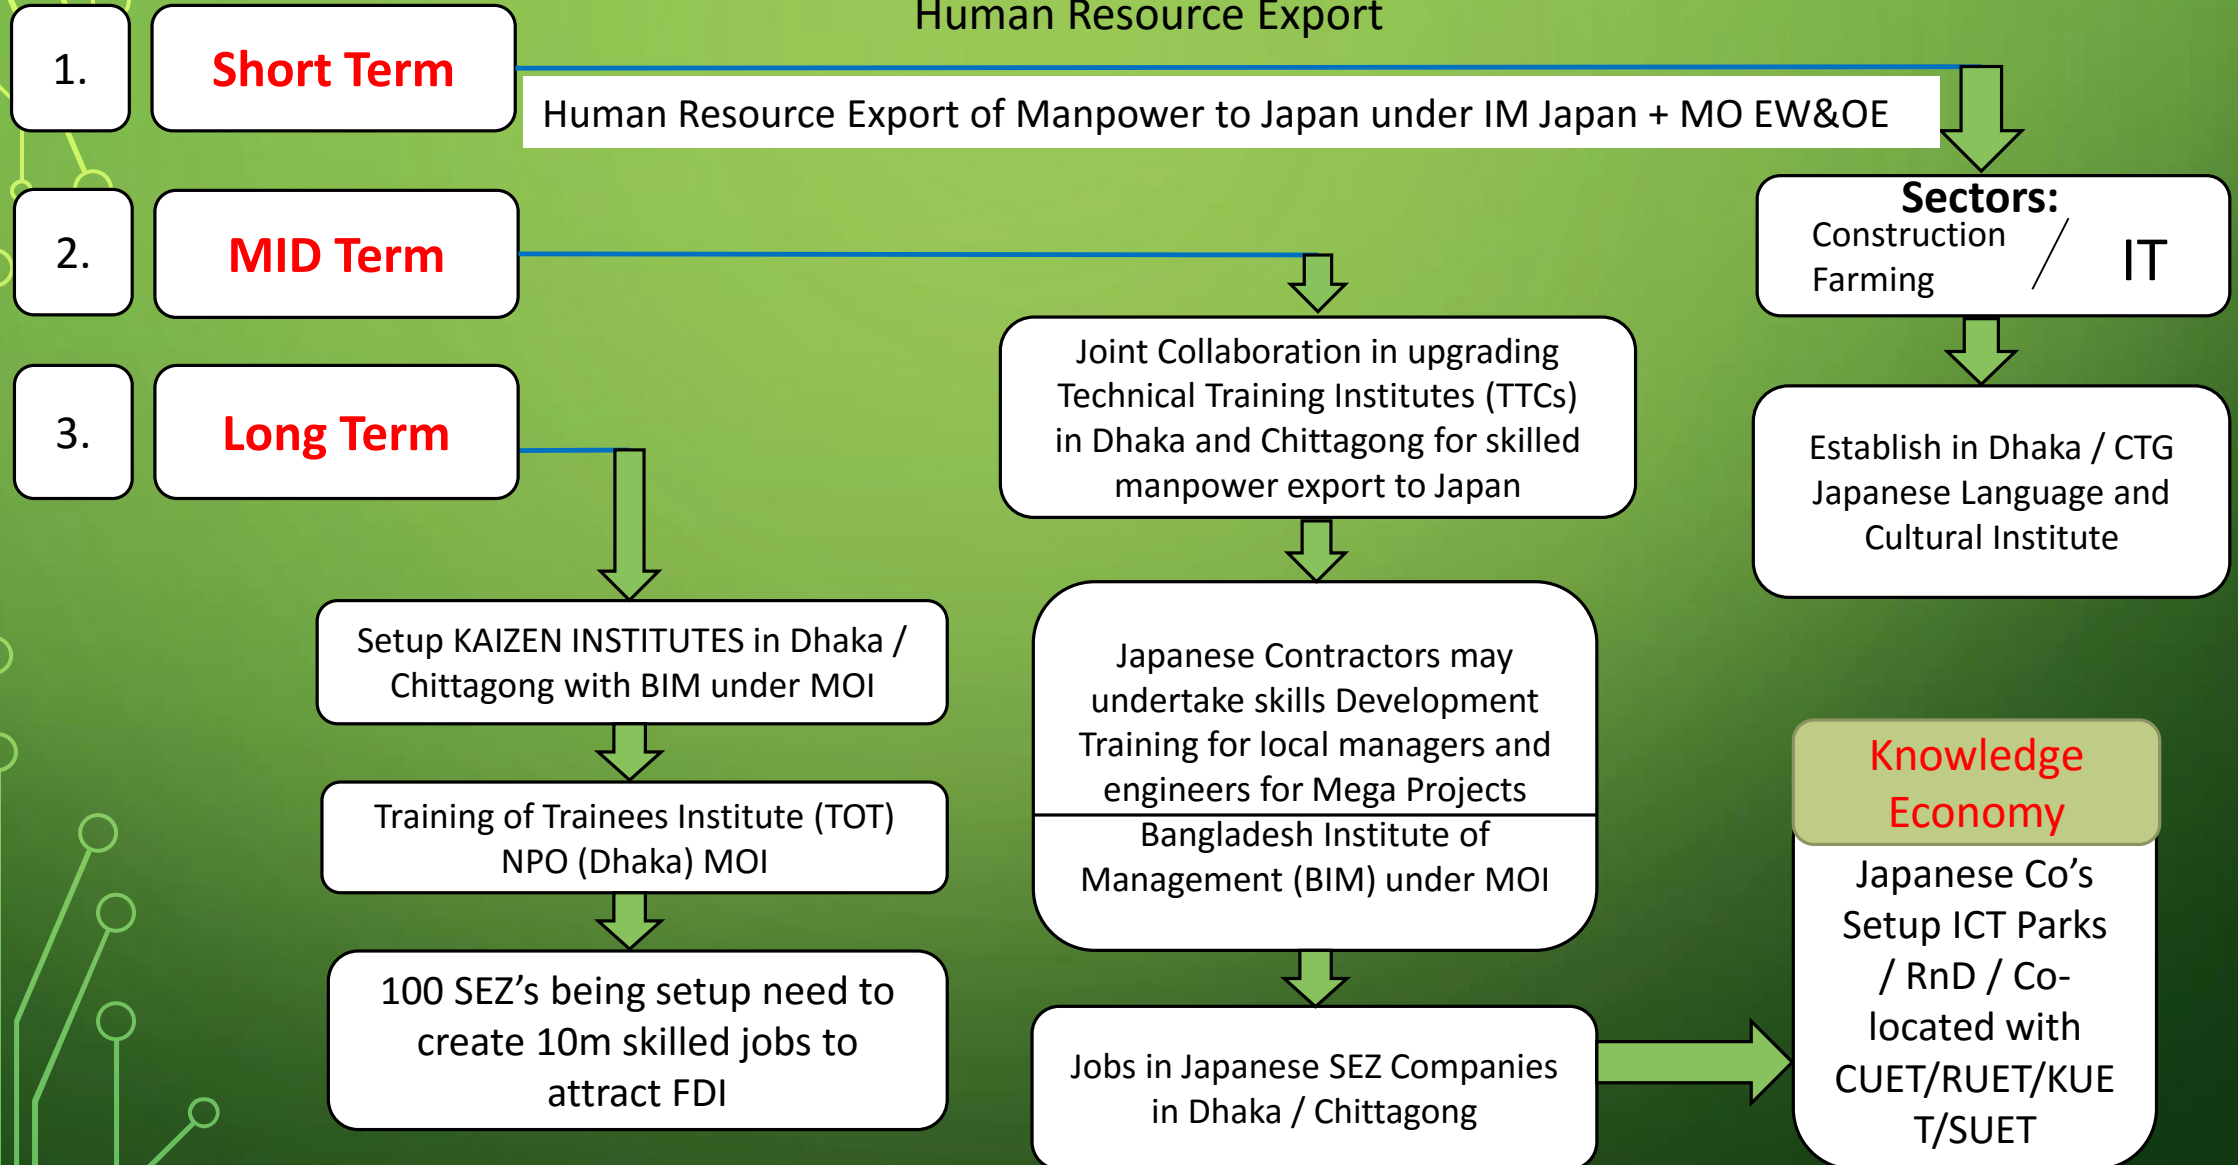 Human Resource Export
1.
Short Term
Human Resource Export of Manpower to Japan under IM Japan + MO EW&OE
Sectors:
Construction
Farming
/
IT
Establish in Dhaka / CTG
Japanese Language and
Cultural Institute
2.
MID Term
Joint Collaboration in upgrading
Technical Training Institutes (TTCs)
in Dhaka and Chittagong for skilled
manpower export to Japan
Japanese Contractors may
undertake skills Development
Training for local managers and
engineers for Mega Projects
Bangladesh Institute of
Management (BIM) under MOI
Jobs in Japanese SEZ Companies
in Dhaka / Chittagong
Knowledge
Economy
Japanese Co’s
Setup ICT Parks
/ RnD / Co-
located with
CUET/RUET/KUE
T/SUET
3.
Long Term
Setup KAIZEN INSTITUTES in Dhaka /
Chittagong with BIM under MOI
Training of Trainees Institute (TOT)
NPO (Dhaka) MOI
100 SEZ’s being setup need to
create 10m skilled jobs to
attract FDI